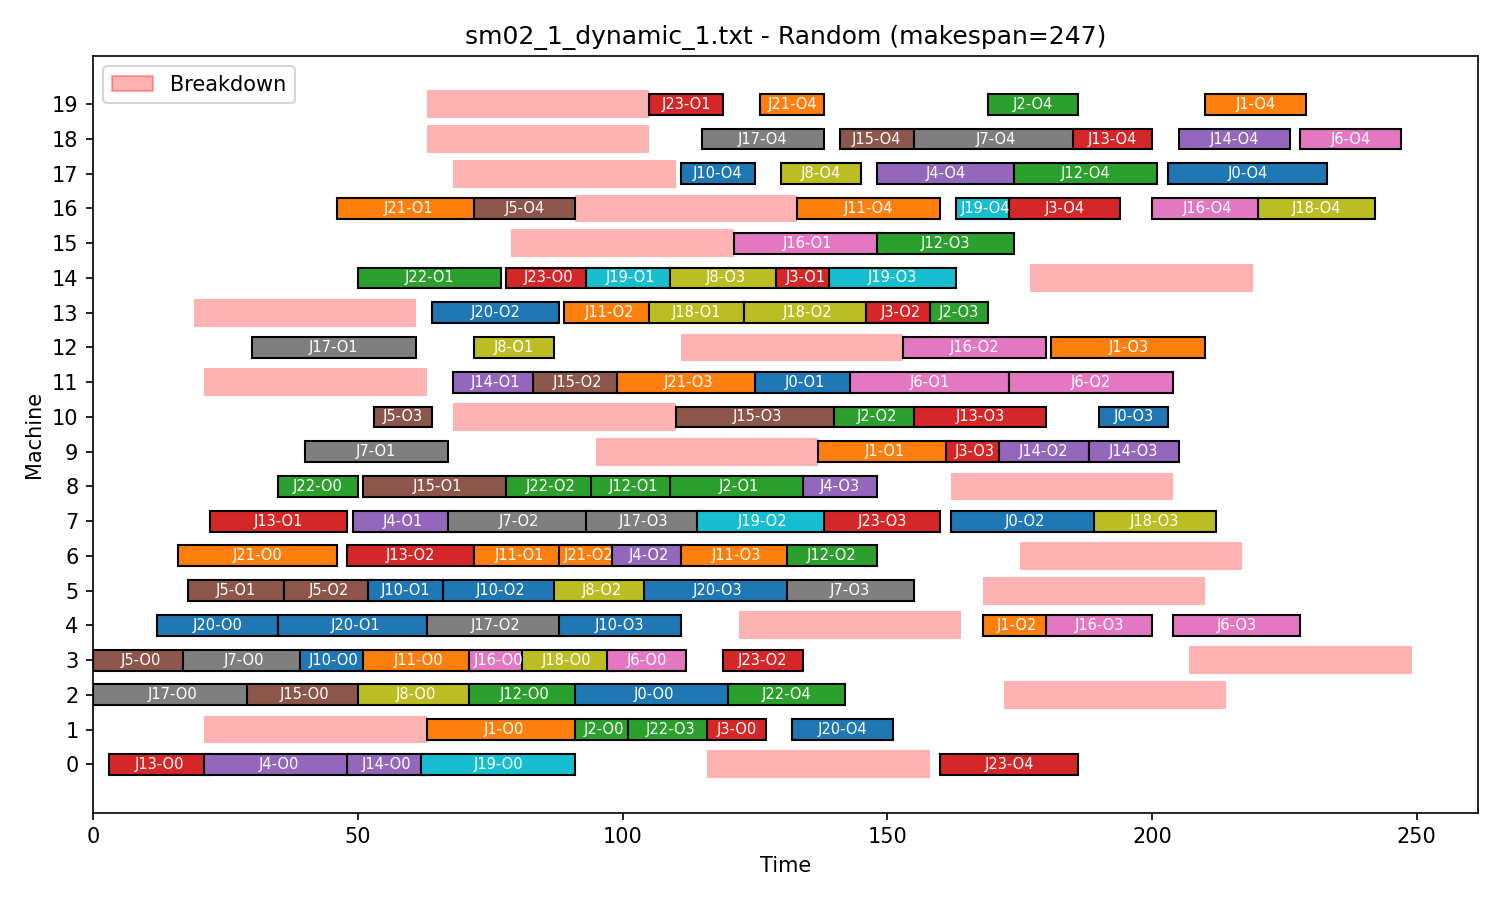 sm02_1_dynamic_1.txt - Random (makespan=247)
Breakdown
19 J23-O1 J21-O4 J2-O4 J1-O4
18 J17-O4 J15-O4 J7-O4 J13-O4 J14-O4 J6-O4
17 J10-O4 J8-O4 J4-O4 J12-O4 J0-O4
16 J21-O1 J5-O4 J11-O4 J19-O4 J3-O4 J16-O4 J18-O4
15 J16-O1 J12-O3
14 J22-O1 J23-O0 J19-O1 J8-O3 J3-O1 J19-O3
13 J20-O2 J11-O2 J18-O1 J18-O2 J3-O2 J2-O3
12 J17-O1 J8-O1 J16-O2 J1-O3
11 J14-O1 J15-O2 J21-O3 J0-O1 J6-O1 J6-O2
10 J5-O3 J15-O3 J2-O2 J13-O3 J0-O3
9 J7-O1 J1-O1 J3-O3 J14-O2 J14-O3
8 J22-O0 J15-O1 J22-O2 J12-O1 J2-O1 J4-O3
7 J13-O1 J4-O1 J7-O2 J17-O3 J19-O2 J23-O3 J0-O2 J18-O3
6 J21-O0 J13-O2 J11-O1 J21-O2 J4-O2 J11-O3 J12-O2
5 J5-O1 J5-O2 J10-O1 J10-O2 J8-O2 J20-O3 J7-O3
4 J20-O0 J20-O1 J17-O2 J10-O3 J1-O2 J16-O3 J6-O3
3 J5-O0 J7-O0 J10-O0 J11-O0 J16-O0 J18-O0 J6-O0 J23-O2
2 J17-O0 J15-O0 J8-O0 J12-O0 J0-O0 J22-O4
1 J1-O0 J2-O0 J22-O3 J3-O0 J20-O4
0 J13-O0 J4-O0 J14-O0 J19-O0 J23-O4
Machine
0 50 100 150 200 250
Time